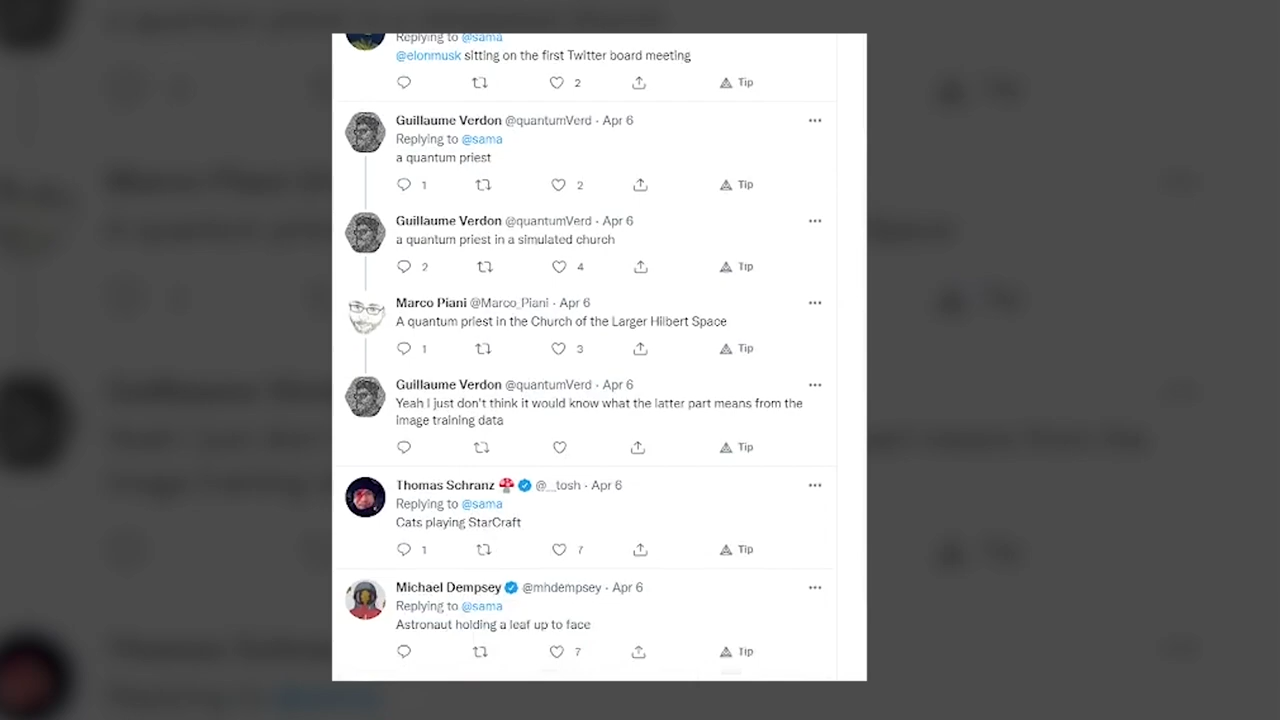 Replying to @sama
@elonmusk sitting on the first Twitter board meeting
2 Tip
Guillaume Verdon @quantumVerd · Apr 6
Replying to @sama
a quantum priest
1 2 Tip
Guillaume Verdon @quantumVerd · Apr 6
a quantum priest in a simulated church
2 4 Tip
Marco Piani @Marco_Piani · Apr 6
A quantum priest in the Church of the Larger Hilbert Space
1 3 Tip
Guillaume Verdon @quantumVerd · Apr 6
Yeah I just don't think it would know what the latter part means from the
image training data
Tip
Thomas Schranz 🍄 @__tosh · Apr 6
Replying to @sama
Cats playing StarCraft
1 7 Tip
Michael Dempsey @mhdempsey · Apr 6
Replying to @sama
Astronaut holding a leaf up to face
7 Tip